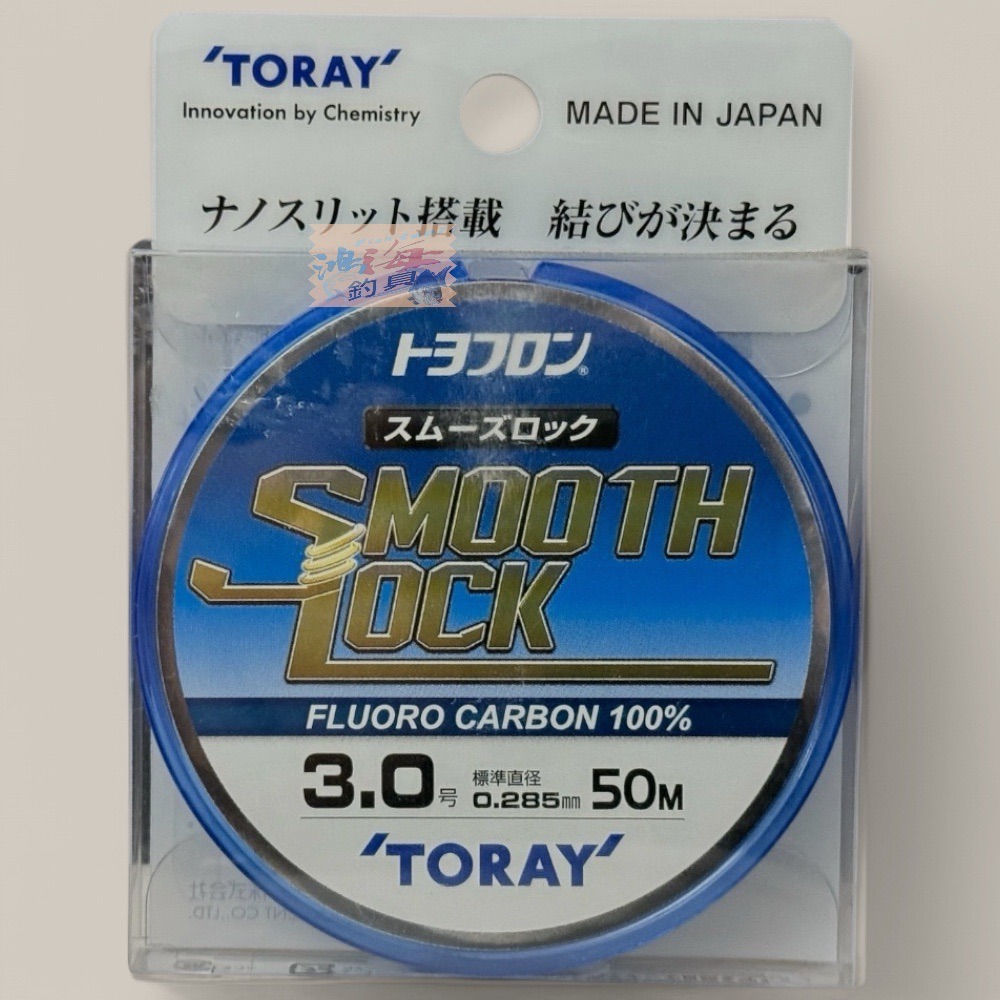 TORAY
Innovation by Chemistry
MADE IN JAPAN
ナノスリット搭載 結びが決まる
釣具
トヨフロン®
スムーズロック
SMOOTH
LOCK
FLUORO CARBON 100%
3.0号 標準直径 0.285mm 50M
TORAY